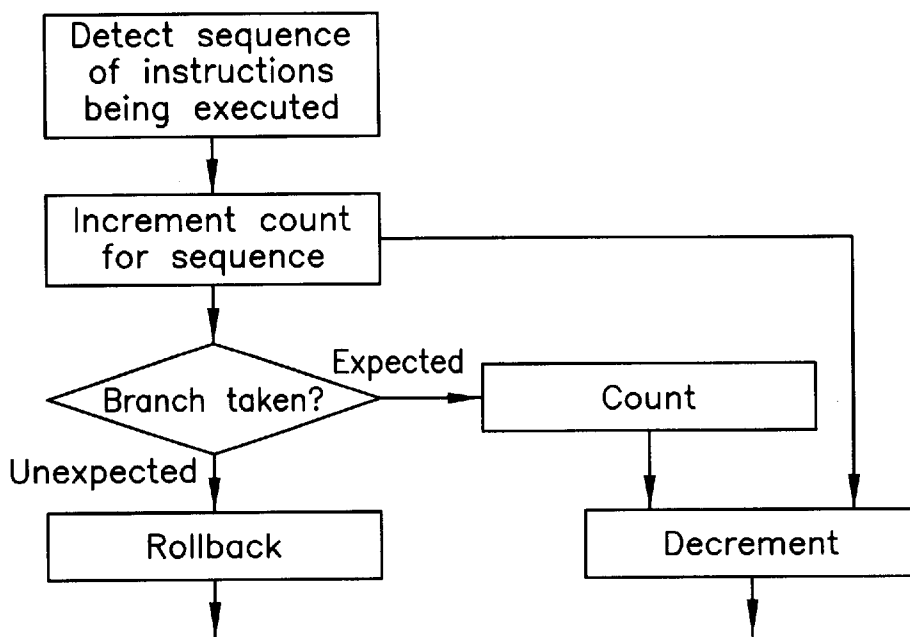 Detect sequence
of instructions
being executed
Increment count
for sequence
Branch taken?
Expected
Count
Unexpected
Rollback
Decrement